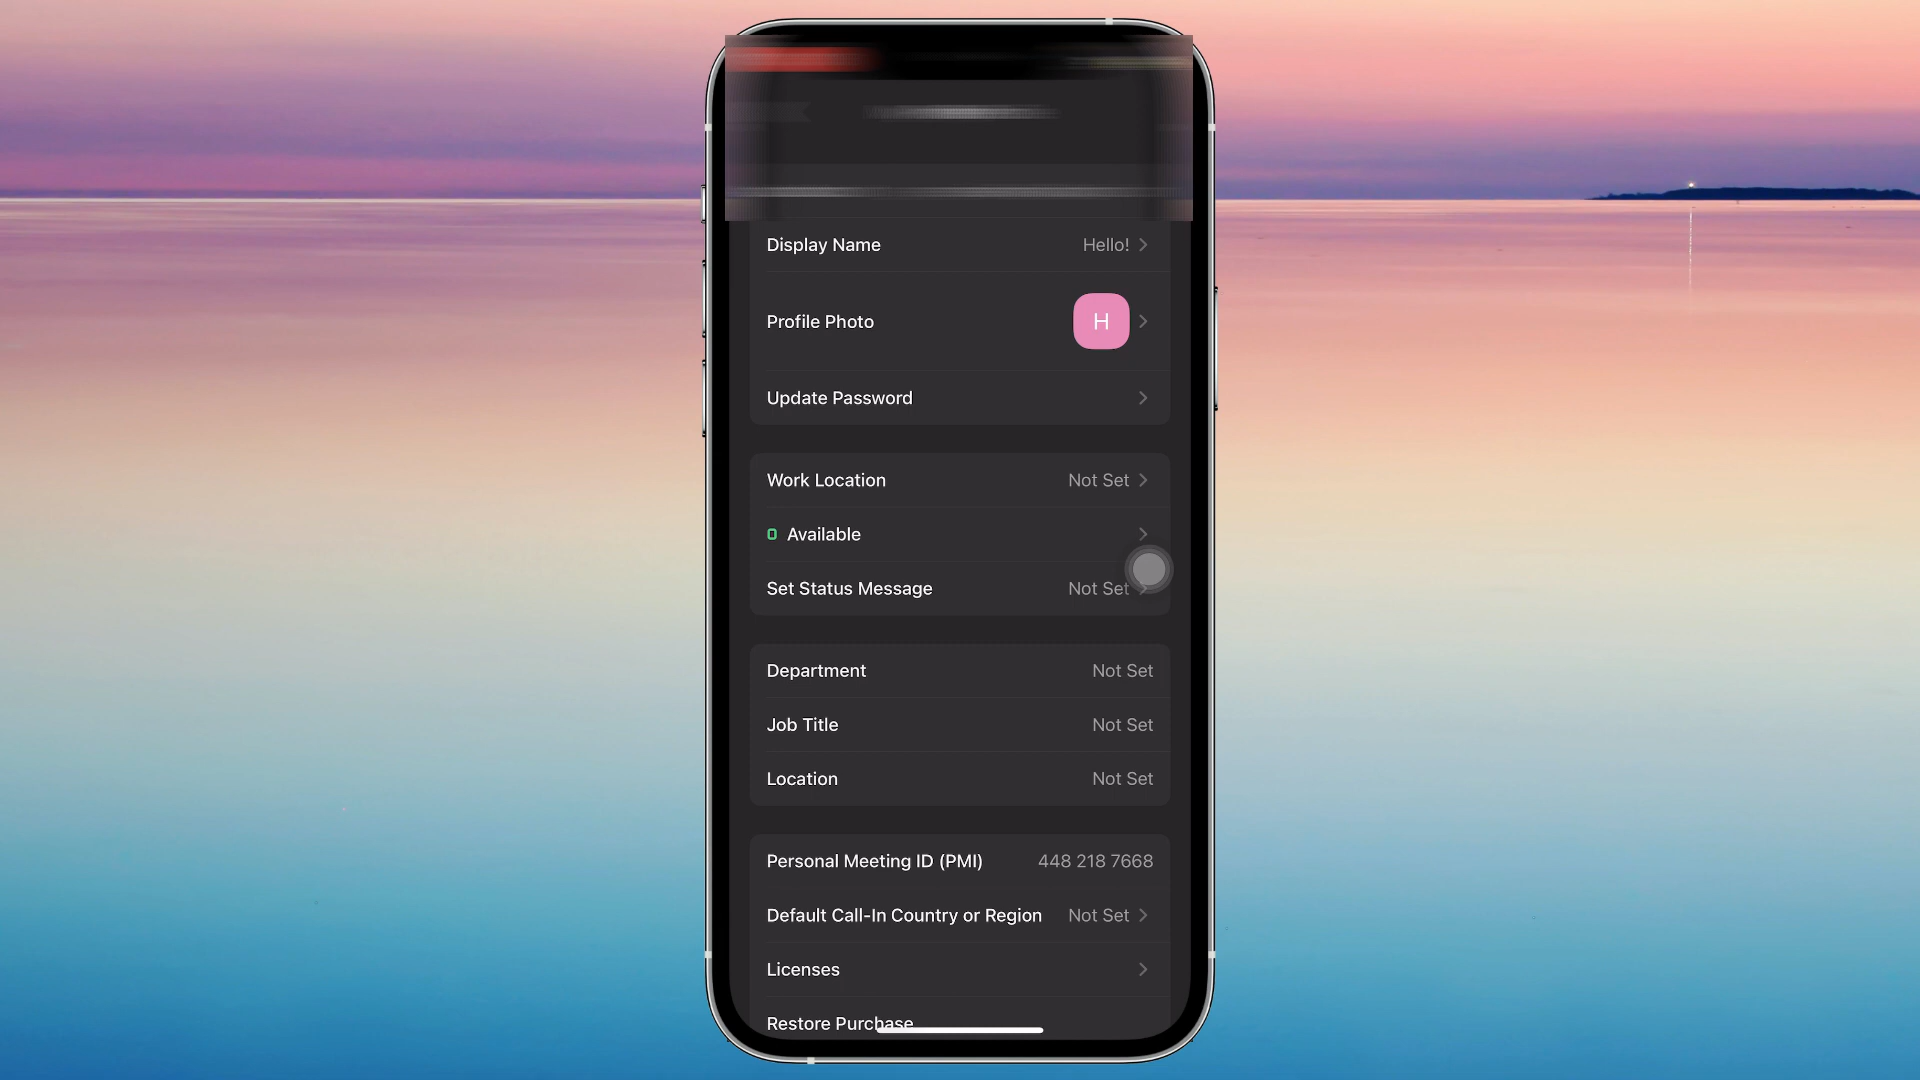 Display Name Hello!
Profile Photo H
Update Password
Work Location Not Set
Available
Set Status Message Not Set
Department Not Set
Job Title Not Set
Location Not Set
Personal Meeting ID (PMI) 448 218 7668
Default Call-In Country or Region Not Set
Licenses
Restore Purchase